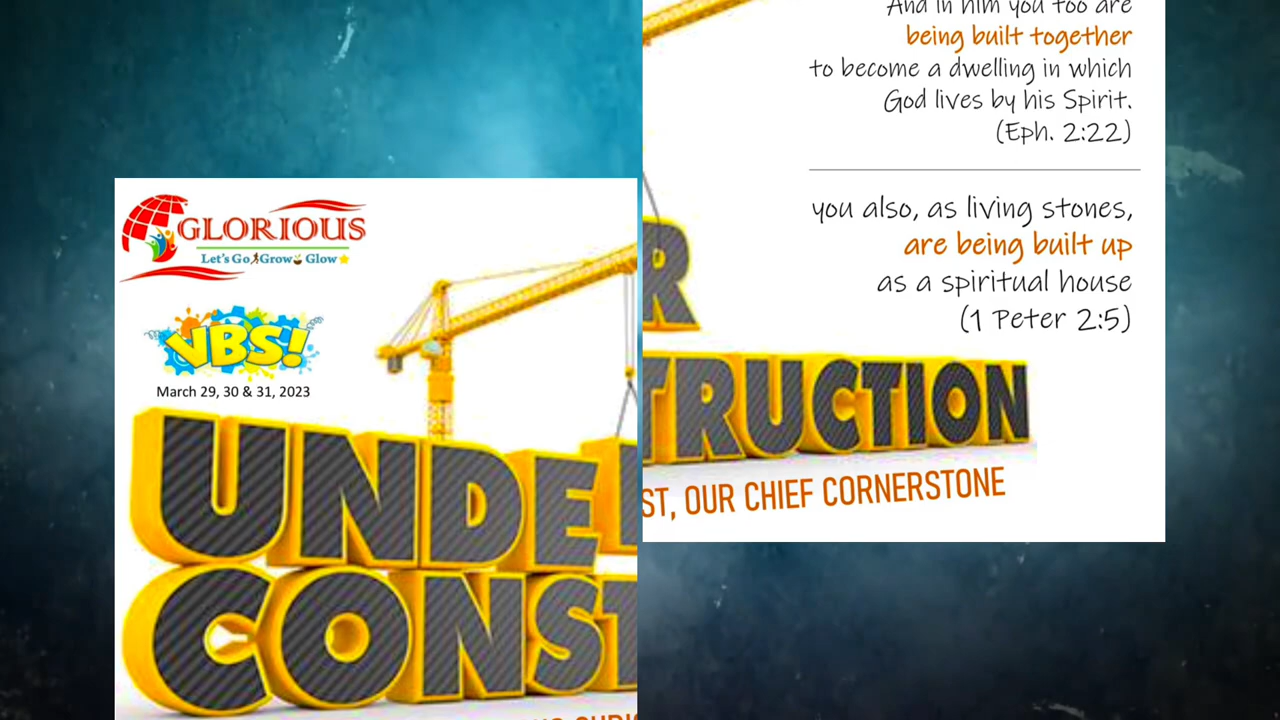 GLORIOUS
Let's Go Grow Glow
VBS!
March 29, 30 & 31, 2023
UNDE
CONST
And in him you too are
being built together
to become a dwelling in which
God lives by his Spirit.
(Eph. 2:22)
you also, as living stones,
are being built up
as a spiritual house
(1 Peter 2:5)
R
TRUCTION
ST, OUR CHIEF CORNERSTONE